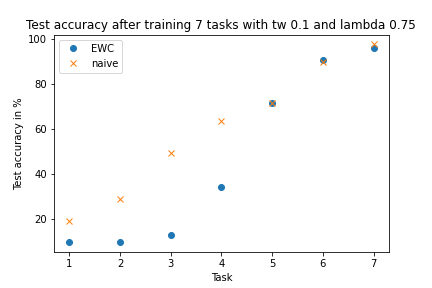 Test accuracy after training 7 tasks with tw 0.1 and lambda 0.75
100
80
60
40
20
Test accuracy in %
EWC
naive
1 2 3 4 5 6 7
Task